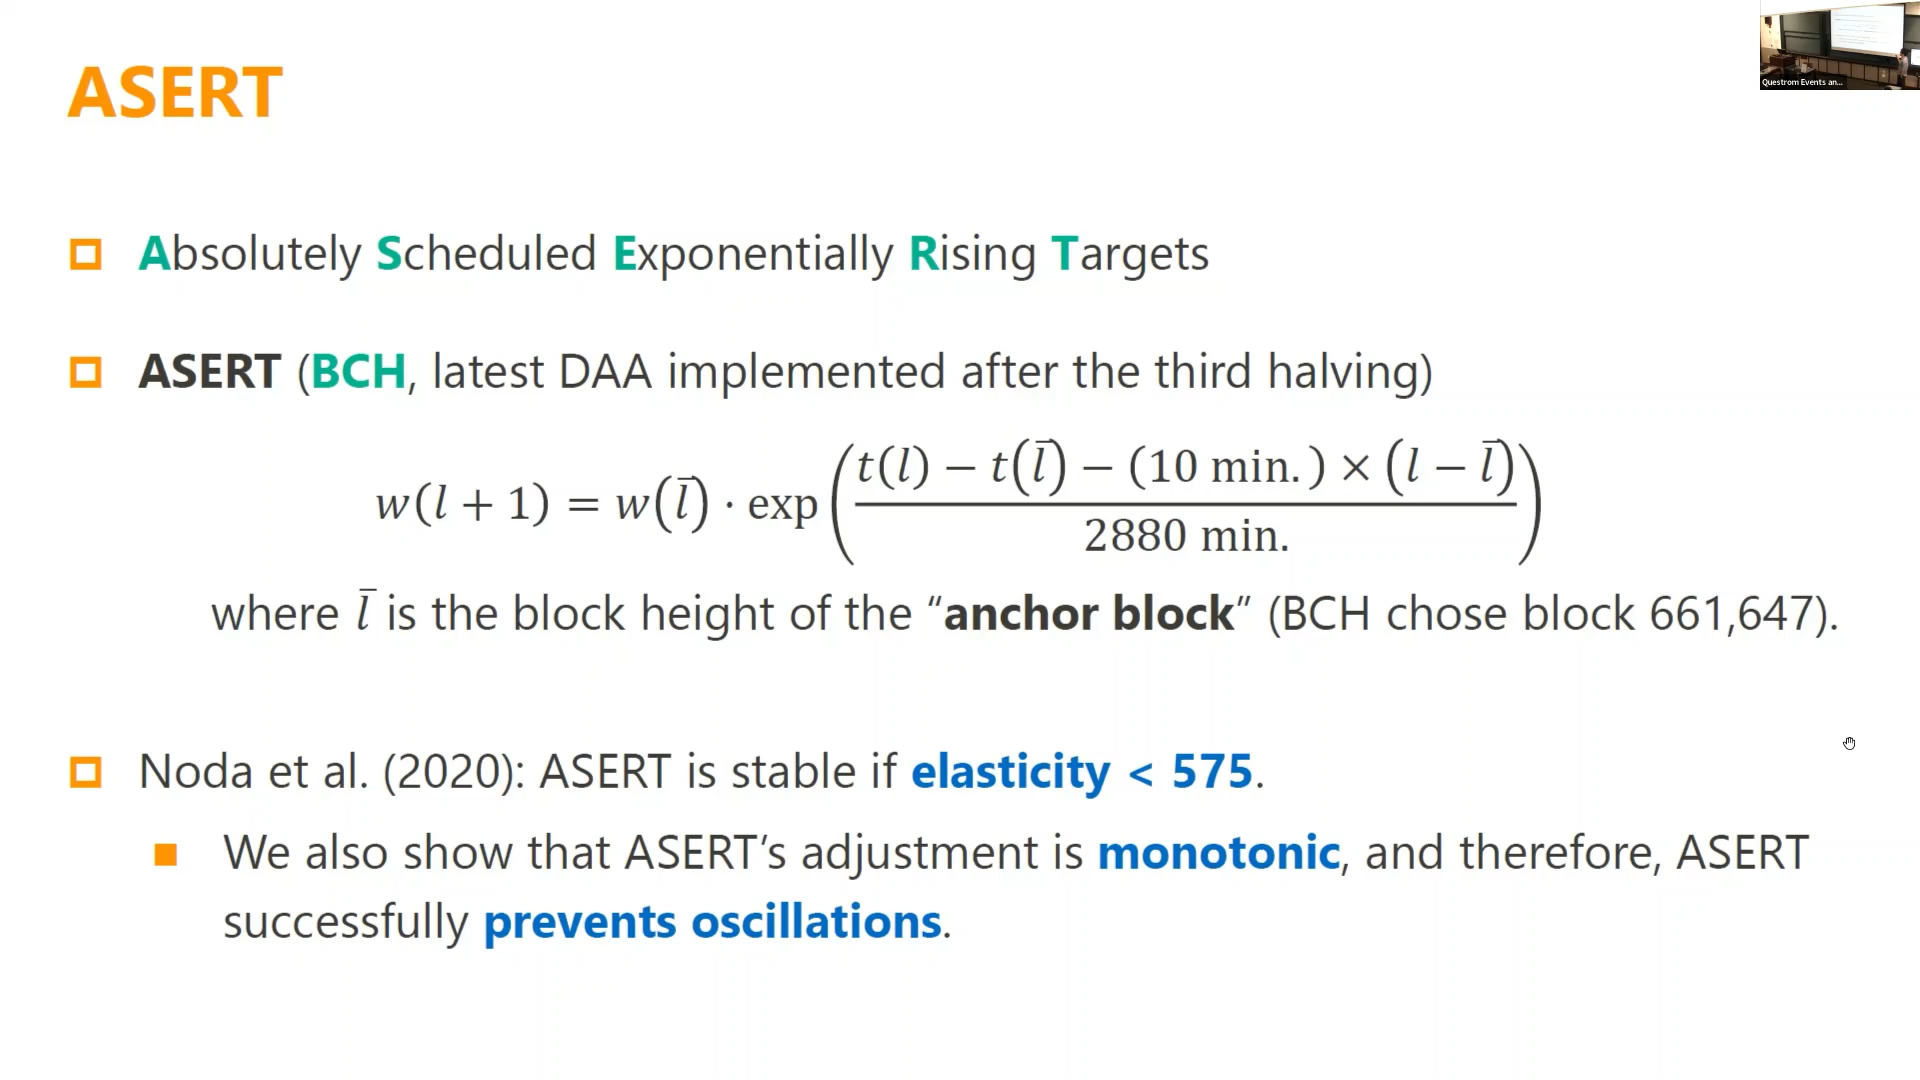 Questrom Events an...
ASERT
Absolutely Scheduled Exponentially Rising Targets
ASERT (BCH, latest DAA implemented after the third halving)
w(l + 1) = w(l̄) · exp((t(l) − t(l̄) − (10 min.) × (l − l̄)) / 2880 min.)
where l̄ is the block height of the “anchor block” (BCH chose block 661,647).
Noda et al. (2020): ASERT is stable if elasticity < 575.
We also show that ASERT’s adjustment is monotonic, and therefore, ASERT
successfully prevents oscillations.